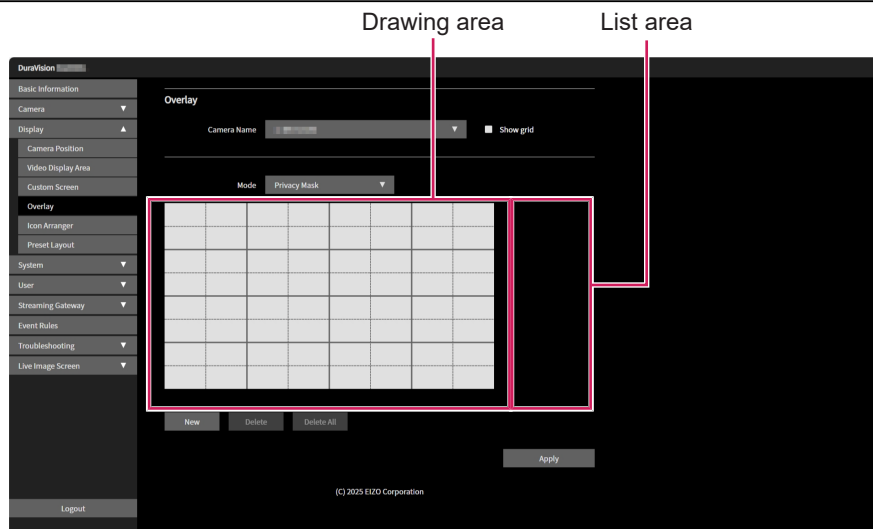 Drawing area List area
DuraVision
Basic Information
Camera
Display
Camera Position
Video Display Area
Custom Screen
Overlay
Icon Arranger
Preset Layout
System
User
Streaming Gateway
Event Rules
Troubleshooting
Live Image Screen
Logout
Overlay
Camera Name
Show grid
Mode Privacy Mask
New Delete Delete All
Apply
(C) 2025 EIZO Corporation